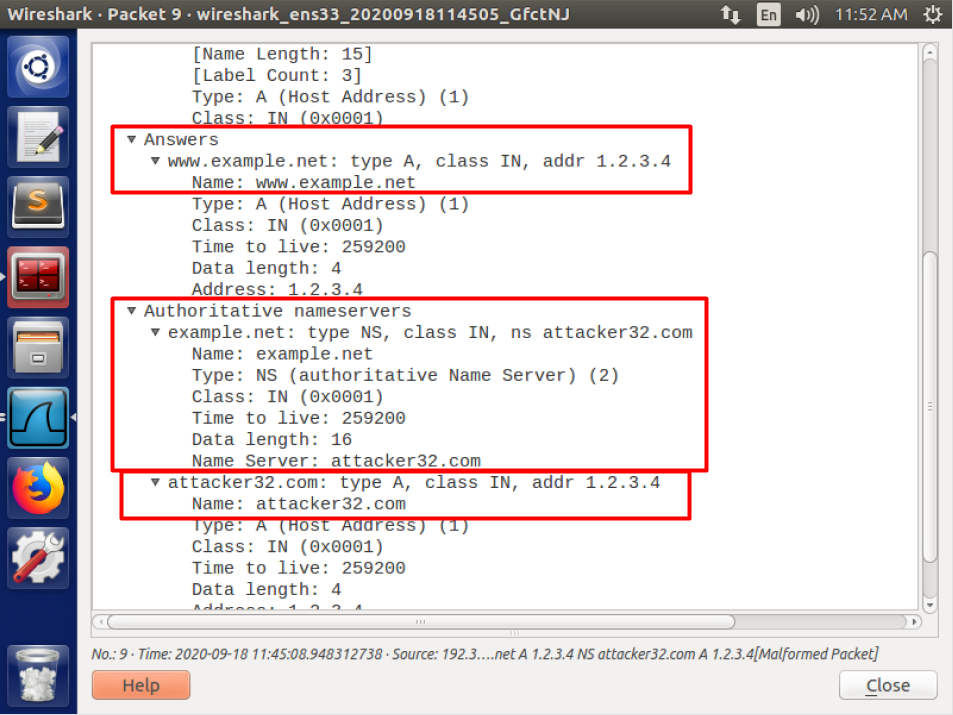 Wireshark · Packet 9 · wireshark_ens33_20200918114505_GfctNJ En 11:52 AM
[Name Length: 15]
[Label Count: 3]
Type: A (Host Address) (1)
Class: IN (0x0001)
Answers
www.example.net: type A, class IN, addr 1.2.3.4
Name: www.example.net
Type: A (Host Address) (1)
Class: IN (0x0001)
Time to live: 259200
Data length: 4
Address: 1.2.3.4
Authoritative nameservers
example.net: type NS, class IN, ns attacker32.com
Name: example.net
Type: NS (authoritative Name Server) (2)
Class: IN (0x0001)
Time to live: 259200
Data length: 16
Name Server: attacker32.com
attacker32.com: type A, class IN, addr 1.2.3.4
Name: attacker32.com
Type: A (Host Address) (1)
Class: IN (0x0001)
Time to live: 259200
Data length: 4
Address: 1.2.3.4
No.: 9 · Time: 2020-09-18 11:45:08.948312738 · Source: 192.3....net A 1.2.3.4 NS attacker32.com A 1.2.3.4[Malformed Packet]
Help
Close